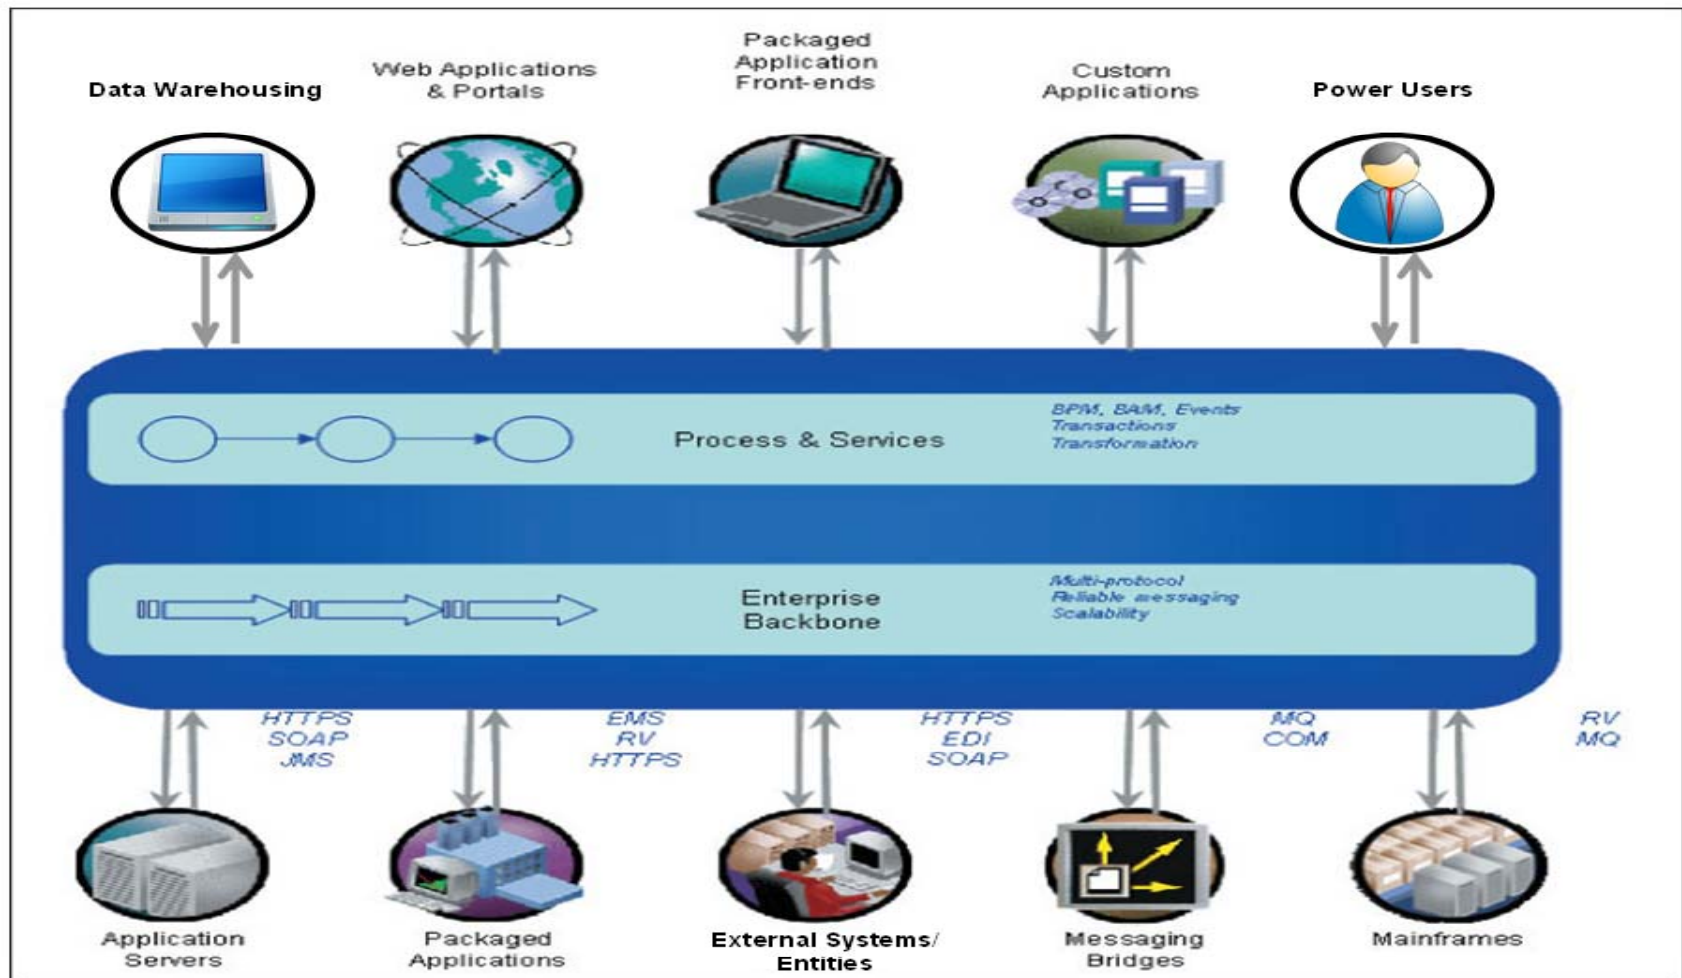 Data Warehousing
Web Applications
& Portals
Packaged
Application
Front-ends
Custom
Applications
Power Users
Process & Services
BPM, BAM, Events
Transactions
Transformation
Enterprise
Backbone
Multi-protocol
Reliable messaging
Scalability
HTTPS
SOAP
JMS
EMS
RV
HTTPS
HTTPS
EDI
SOAP
MQ
COM
RV
MQ
Application
Servers
Packaged
Applications
External Systems/
Entities
Messaging
Bridges
Mainframes